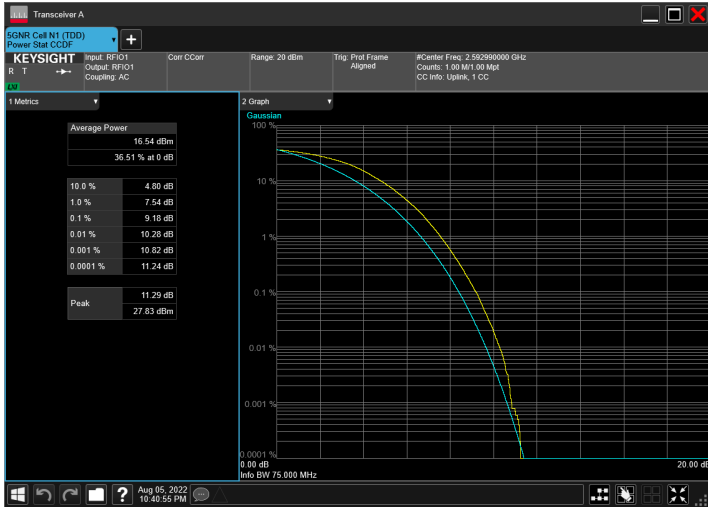 Transceiver A
5GNR Cell N1 (TDD)
Power Stat CCDF
KEYSIGHT
R T
LXI
Input: RFIO1
Output: RFIO1
Coupling: AC
Corr CCorr
Range: 20 dBm
Trig: Prot Frame
Aligned
#Center Freq: 2.592990000 GHz
Counts: 1.00 M/1.00 Mpt
CC Info: Uplink, 1 CC
1 Metrics
Average Power
16.54 dBm
36.51 % at 0 dB
10.0 % 4.80 dB
1.0 % 7.54 dB
0.1 % 9.18 dB
0.01 % 10.28 dB
0.001 % 10.82 dB
0.0001 % 11.24 dB
Peak 11.29 dB
27.83 dBm
2 Graph
Gaussian
100 %
10 %
1 %
0.1 %
0.01 %
0.001 %
0.0001 %
0.00 dB 20.00 dB
Info BW 75.000 MHz
? Aug 05, 2022
10:40:55 PM